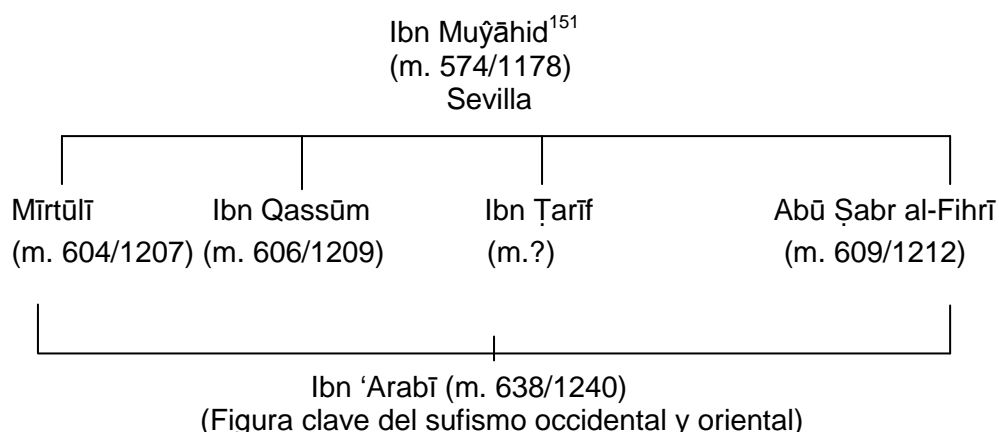 Ibn Muŷāhid151
(m. 574/1178)
Sevilla
Mīrtūlī Ibn Qassūm Ibn Ṭarīf Abū Ṣabr al-Fihrī
(m. 604/1207) (m. 606/1209) (m.?) (m. 609/1212)
Ibn ‘Arabī (m. 638/1240)
(Figura clave del sufismo occidental y oriental)